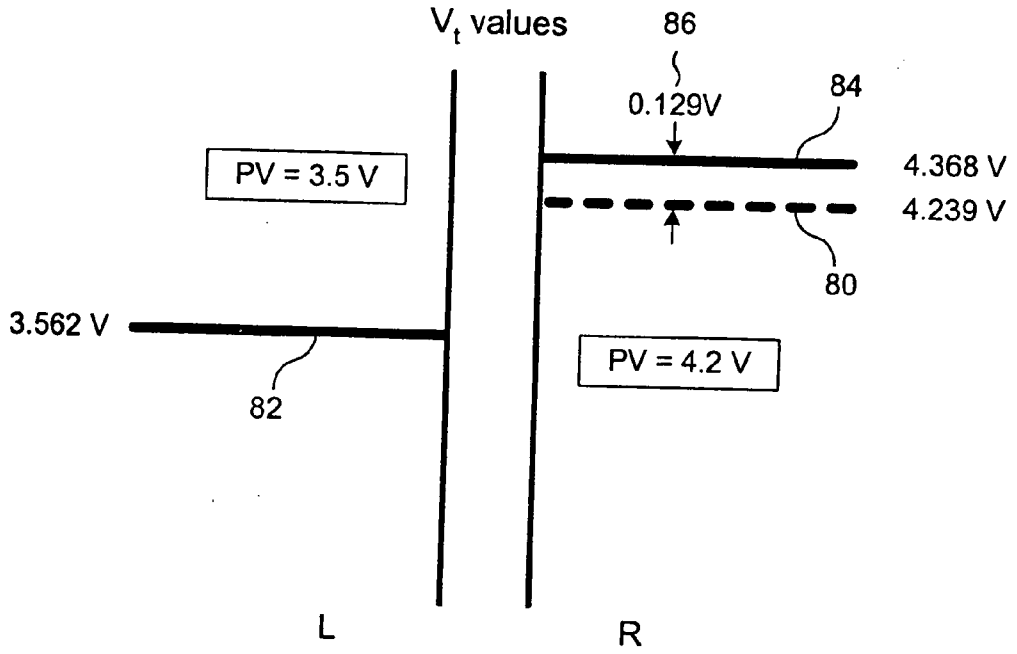 Vt values
86
0.129V
84
PV = 3.5 V
4.368 V
4.239 V
80
3.562 V
PV = 4.2 V
82
L
R